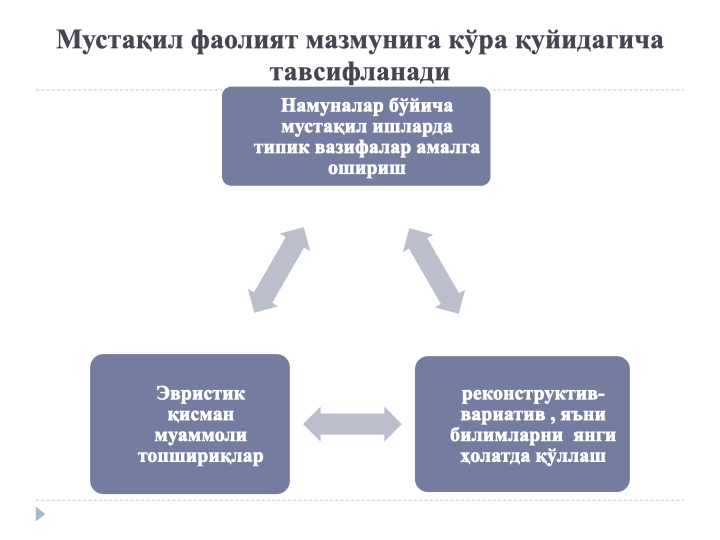 Мустақил фаолият мазмунига кўра қуйидагича
тавсифланади
Намуналар бўйича
мустақил ишларда
типик вазифалар амалга
ошириш
Эвристик
қисман
муаммоли
топшириқлар
реконструктив-
вариатив , яъни
билимларни  янги
ҳолатда қўллаш